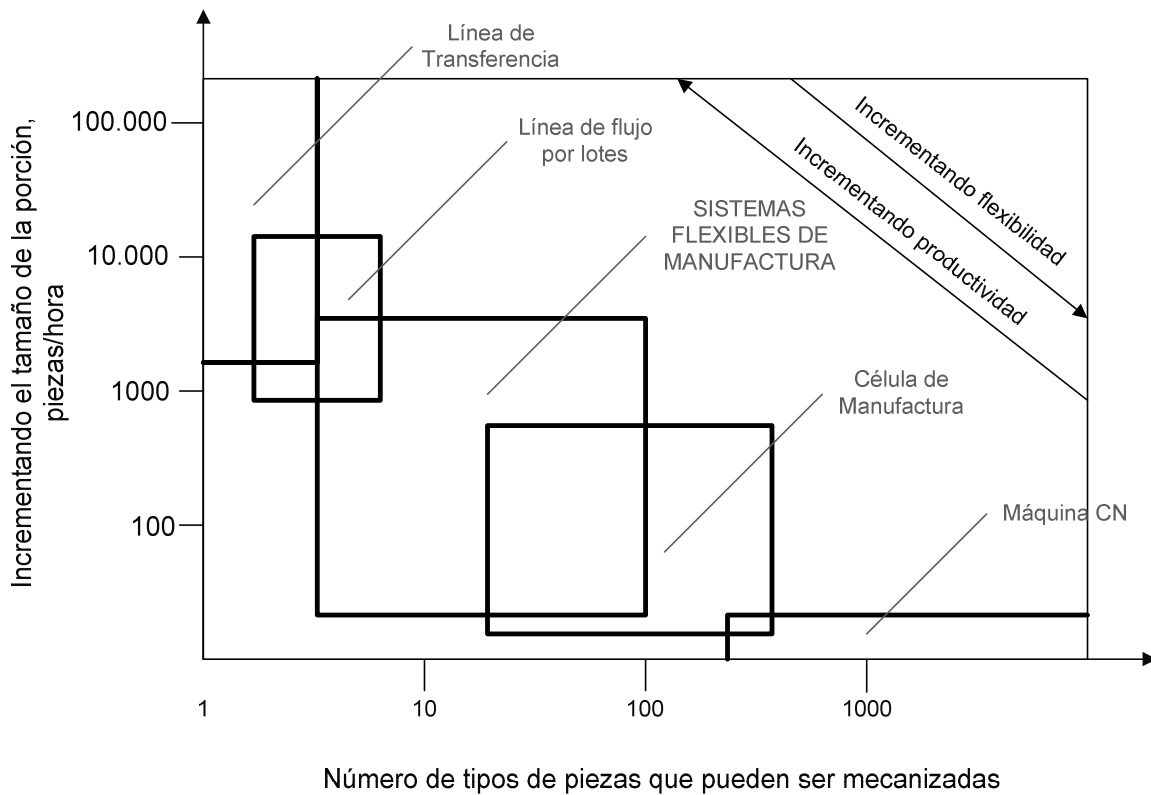 Línea de
Transferencia
100.000
Línea de flujo
por lotes
Incrementando flexibilidad
Incrementando productividad
SISTEMAS
FLEXIBLES DE
MANUFACTURA
10.000
Incrementando el tamaño de la porción,
piezas/hora
1000
Célula de
Manufactura
100
Máquina CN
1
10
100
1000
Número de tipos de piezas que pueden ser mecanizadas